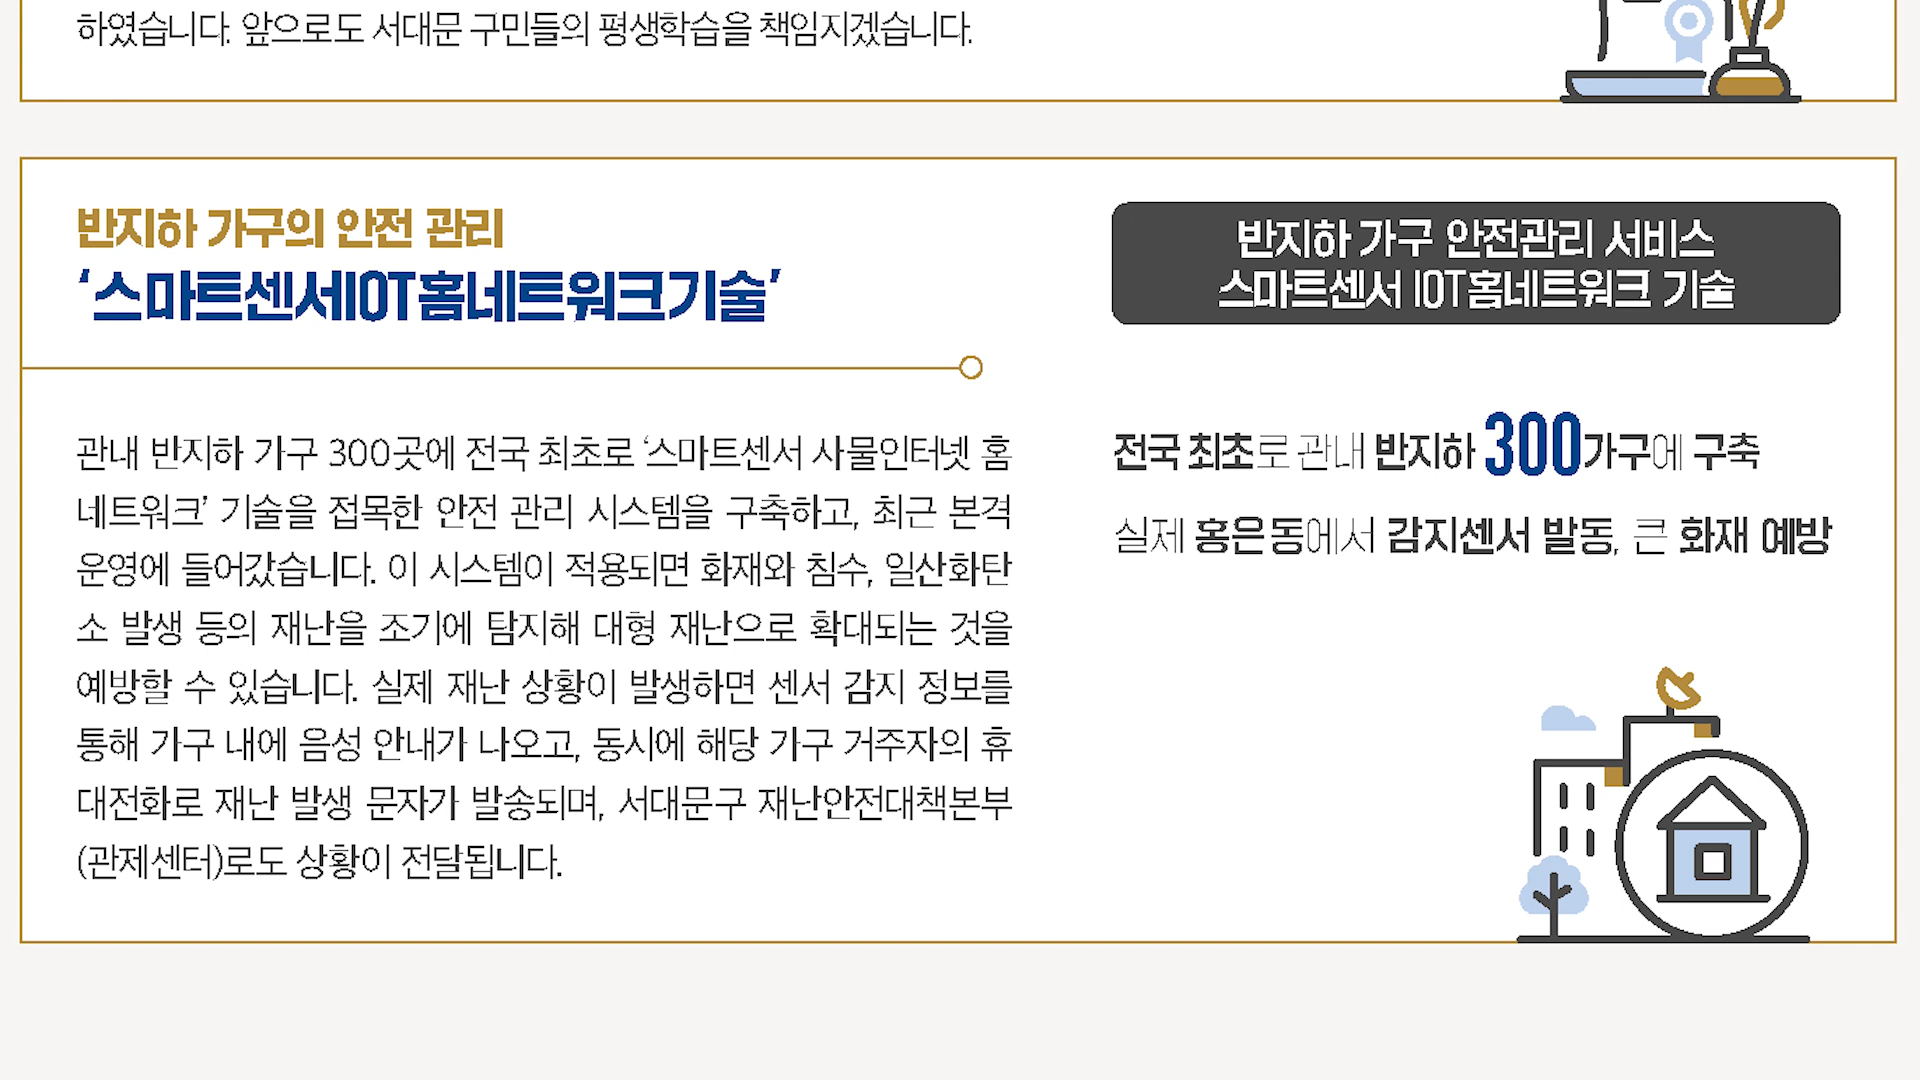 하였습니다. 앞으로도 서대문 구민들의 평생학습을 책임지겠습니다.
반지하 가구의 안전 관리
‘스마트센서IOT홈네트워크기술’
관내 반지하 가구 300곳에 전국 최초로 ‘스마트센서 사물인터넷 홈
네트워크’ 기술을 접목한 안전 관리 시스템을 구축하고, 최근 본격
운영에 들어갔습니다. 이 시스템이 적용되면 화재와 침수, 일산화탄
소 발생 등의 재난을 조기에 탐지해 대형 재난으로 확대되는 것을
예방할 수 있습니다. 실제 재난 상황이 발생하면 센서 감지 정보를
통해 가구 내에 음성 안내가 나오고, 동시에 해당 가구 거주자의 휴
대전화로 재난 발생 문자가 발송되며, 서대문구 재난안전대책본부
(관제센터)로도 상황이 전달됩니다.
반지하 가구 안전관리 서비스
스마트센서 IOT홈네트워크 기술
전국 최초로 관내 반지하 300가구에 구축
실제 홍은동에서 감지센서 발동, 큰 화재 예방